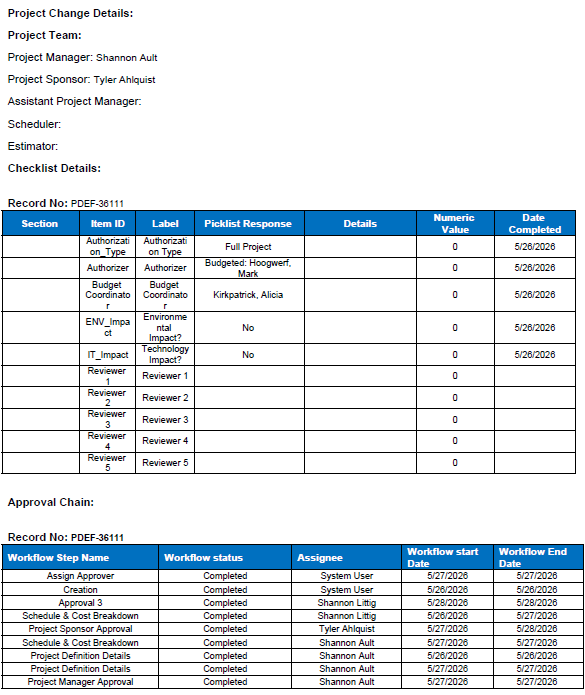 Project Change Details:
Project Team:
Project Manager: Shannon Ault
Project Sponsor: Tyler Ahlquist
Assistant Project Manager:
Scheduler:
Estimator:
Checklist Details:
Record No: PDEF-36111
Section Item ID Label Picklist Response Details Numeric Value Date Completed
Authorizati on_Type Authorizati on Type Full Project 0 5/26/2026
Authorizer Authorizer Budgeted: Hoogwerf, Mark 0 5/26/2026
Budget Coordinato r Budget Coordinato r Kirkpatrick, Alicia 0 5/26/2026
ENV_Impa ct Environme ntal Impact? No 0 5/26/2026
IT_Impact Technology Impact? No 0 5/26/2026
Reviewer 1 Reviewer 1 0
Reviewer 2 Reviewer 2 0
Reviewer 3 Reviewer 3 0
Reviewer 4 Reviewer 4 0
Reviewer 5 Reviewer 5 0
Approval Chain:
Record No: PDEF-36111
Workflow Step Name Workflow status Assignee Workflow start Date Workflow End Date
Assign Approver Completed System User 5/27/2026 5/27/2026
Creation Completed System User 5/26/2026 5/26/2026
Approval 3 Completed Shannon Littig 5/28/2026 5/28/2026
Schedule & Cost Breakdown Completed Shannon Littig 5/26/2026 5/27/2026
Project Sponsor Approval Completed Tyler Ahlquist 5/27/2026 5/28/2026
Schedule & Cost Breakdown Completed Shannon Ault 5/27/2026 5/27/2026
Project Definition Details Completed Shannon Ault 5/26/2026 5/26/2026
Project Definition Details Completed Shannon Ault 5/27/2026 5/27/2026
Project Manager Approval Completed Shannon Ault 5/27/2026 5/27/2026